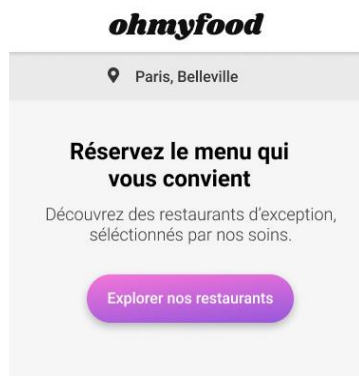 ohmyfood
Paris, Belleville
Réservez le menu qui
vous convient
Découvrez des restaurants d'exception,
séléctionnés par nos soins.
Explorer nos restaurants